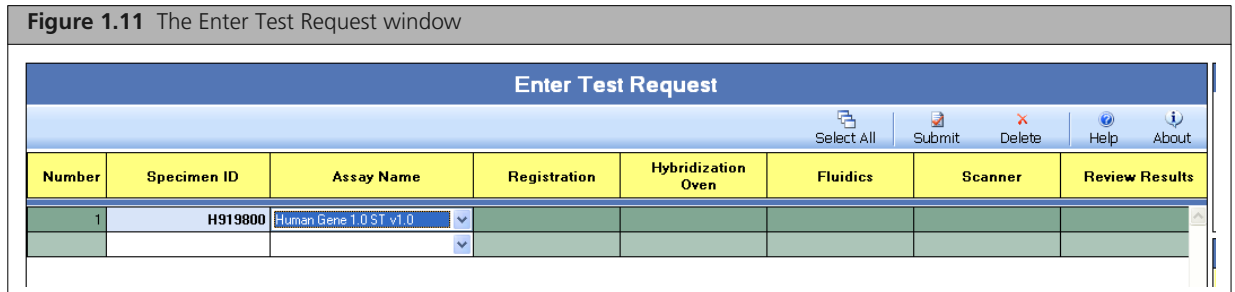 Figure 1.11 The Enter Test Request window
Enter Test Request
Select All Submit Delete Help About
Number Specimen ID Assay Name Registration Hybridization Oven Fluidics Scanner Review Results
1 H919800 Human Gene 1.0 ST v1.0